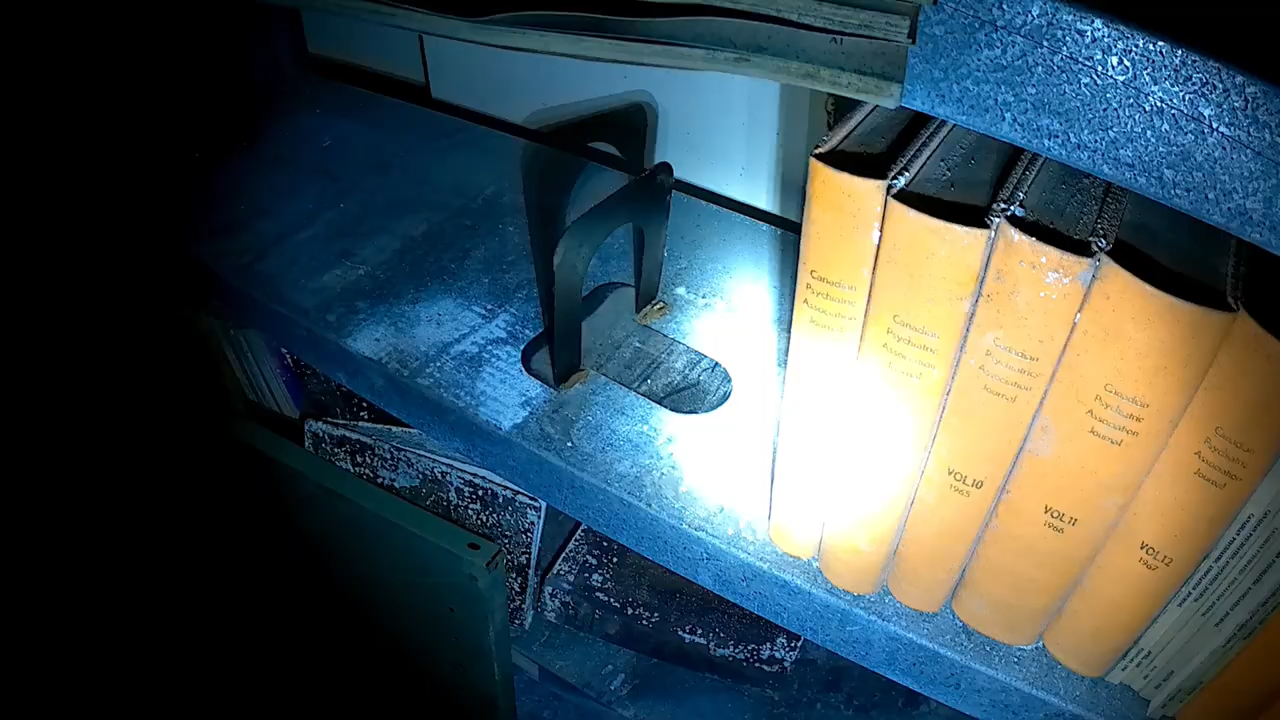 AI
Canadian
Psychiatric
Association
Journal
Canadian
Psychiatric
Association
Journal
Canadian
Psychiatric
Association
Journal
VOL10
1965
Canadian
Psychiatric
Association
Journal
VOL11
1966
Canadian
Psychiatric
Association
Journal
VOL12
1967